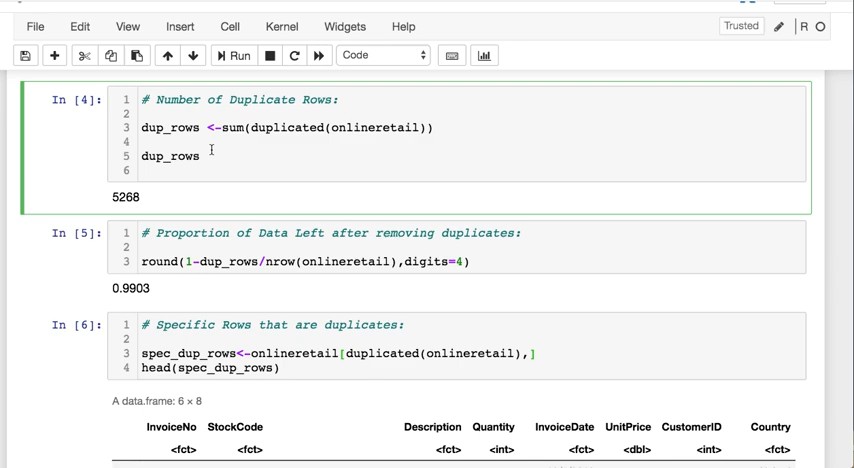 File Edit View Insert Cell Kernel Widgets Help Trusted R
Run Code
In [4]:
1 # Number of Duplicate Rows:
2
3 dup_rows <-sum(duplicated(onlineretail))
4
5 dup_rows
6
5268
In [5]:
1 # Proportion of Data Left after removing duplicates:
2
3 round(1-dup_rows/nrow(onlineretail),digits=4)
0.9903
In [6]:
1 # Specific Rows that are duplicates:
2
3 spec_dup_rows<-onlineretail[duplicated(onlineretail),]
4 head(spec_dup_rows)
A data.frame: 6 × 8
InvoiceNo StockCode Description Quantity InvoiceDate UnitPrice CustomerID Country
<fct> <fct> <fct> <int> <fct> <dbl> <int> <fct>